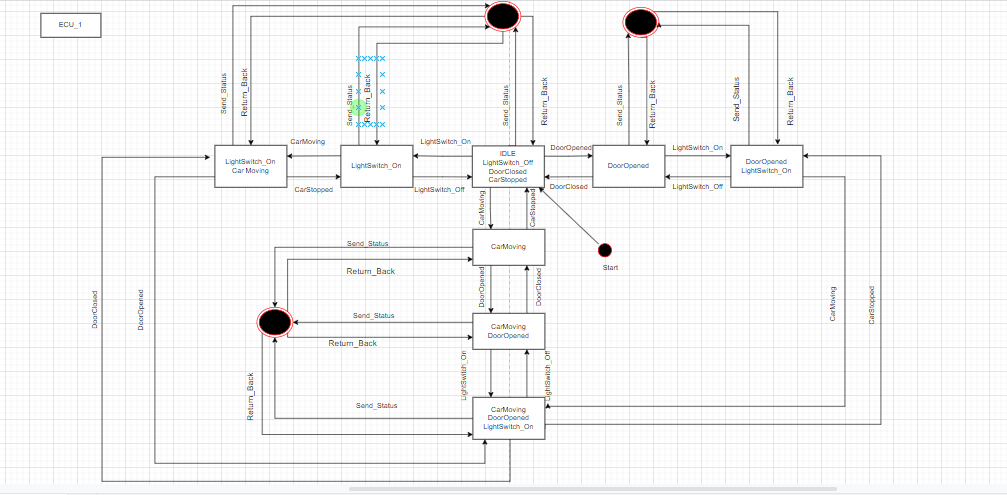 ECU_1
Send_Status
Return_Back
Send_Status
Return_Back
Send_Status
Return_Back
Send_Status
Return_Back
Send_Status
Return_Back
LightSwitch_On
Car Moving
CarMoving
CarStopped
LightSwitch_On
LightSwitch_On
LightSwitch_Off
IDLE
LightSwitch_Off
DoorClosed
CarStopped
DoorOpened
DoorClosed
DoorOpened
LightSwitch_On
LightSwitch_Off
DoorOpened
LightSwitch_On
CarMoving
CarStopped
Start
CarMoving
Send_Status
Return_Back
DoorOpened
DoorClosed
CarMoving
DoorOpened
Send_Status
Return_Back
LightSwitch_On
LightSwitch_Off
CarMoving
DoorOpened
LightSwitch_On
Send_Status
Return_Back
DoorClosed
DoorOpened
CarMoving
CarStopped